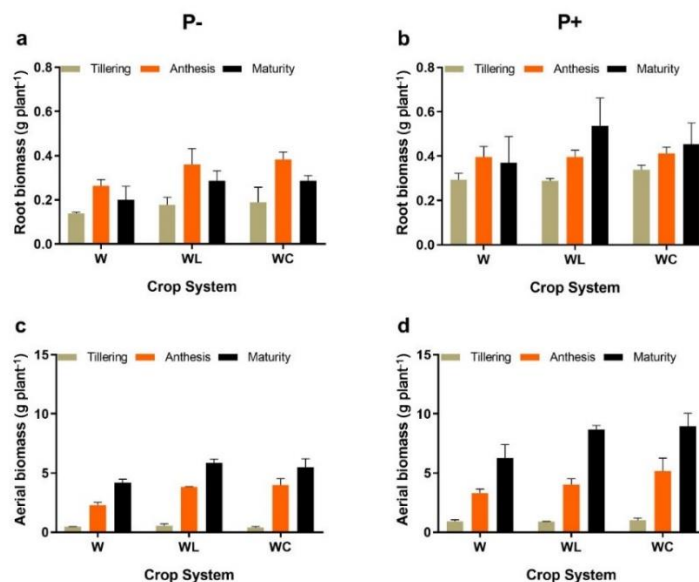 P-
P+
a
b
Root biomass (g plant⁻¹)
Tillering Anthesis Maturity
0.8
0.6
0.4
0.2
0.0
W WL WC
Crop System
Root biomass (g plant⁻¹)
Tillering Anthesis Maturity
0.8
0.6
0.4
0.2
0.0
W WL WC
Crop System
c
d
Aerial biomass (g plant⁻¹)
Tillering Anthesis Maturity
15
10
5
0
W WL WC
Crop System
Aerial biomass (g plant⁻¹)
Tillering Anthesis Maturity
15
10
5
0
W WL WC
Crop System